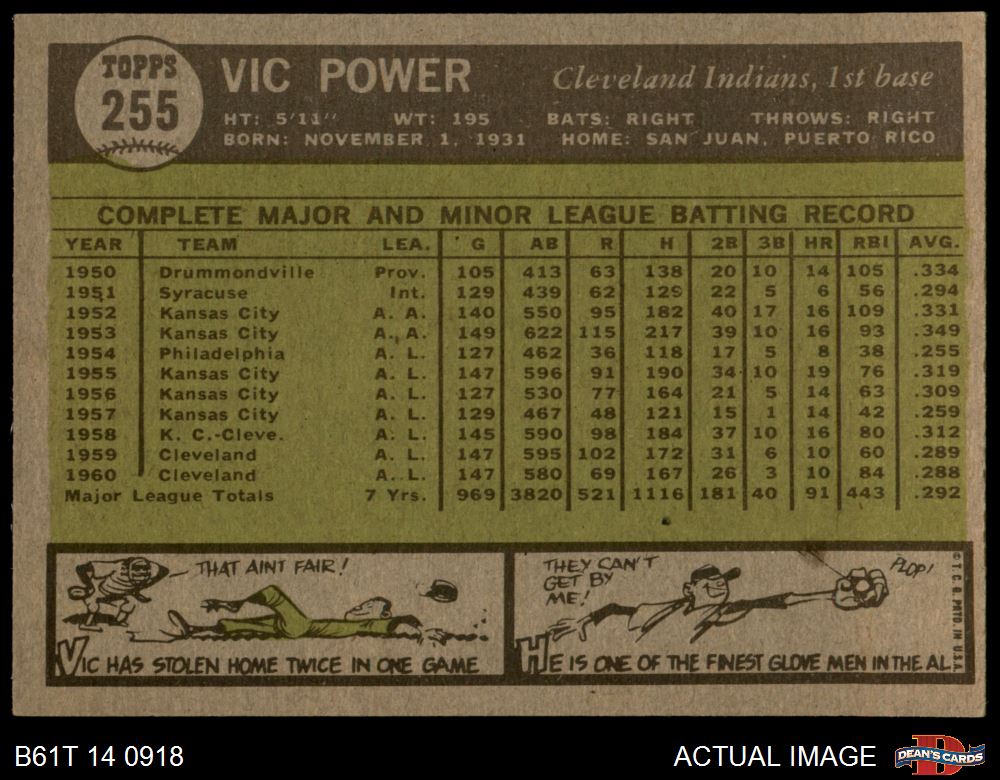 TOPPS
255
VIC POWER
Cleveland Indians, 1st base
HT: 5'11" WT: 195 BATS: RIGHT THROWS: RIGHT
BORN: NOVEMBER 1, 1931 HOME: SAN JUAN, PUERTO RICO
COMPLETE MAJOR AND MINOR LEAGUE BATTING RECORD
YEAR TEAM LEA. G AB R H 2B 3B HR RBI AVG.
1950 Drummondville Prov. 105 413 63 138 20 10 14 105 .334
1951 Syracuse Int. 129 439 62 129 22 5 6 56 .294
1952 Kansas City A. A. 140 550 95 182 40 17 16 109 .331
1953 Kansas City A. A. 149 622 115 217 39 10 16 93 .349
1954 Philadelphia A. L. 127 462 36 118 17 5 8 38 .255
1955 Kansas City A. L. 147 596 91 190 34 10 19 76 .319
1956 Kansas City A. L. 127 530 77 164 21 5 14 63 .309
1957 Kansas City A. L. 129 467 48 121 15 1 14 42 .259
1958 K. C.-Cleve. A. L. 145 590 98 184 37 10 16 80 .312
1959 Cleveland A. L. 147 595 102 172 31 6 10 60 .289
1960 Cleveland A. L. 147 580 69 167 26 3 10 84 .288
Major League Totals 7 Yrs. 969 3820 521 1116 181 40 91 443 .292
THAT AINT FAIR!
VIC HAS STOLEN HOME TWICE IN ONE GAME
THEY CAN'T
GET BY
ME!
PLOP!
HE IS ONE OF THE FINEST GLOVE MEN IN THE AL
© T. C. G. PRTD. IN U.S.A.
B61T 14 0918
ACTUAL IMAGE
D
DEAN'S CARDS